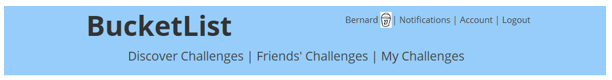 BucketList
Bernard | Notifications | Account | Logout
Discover Challenges | Friends' Challenges | My Challenges